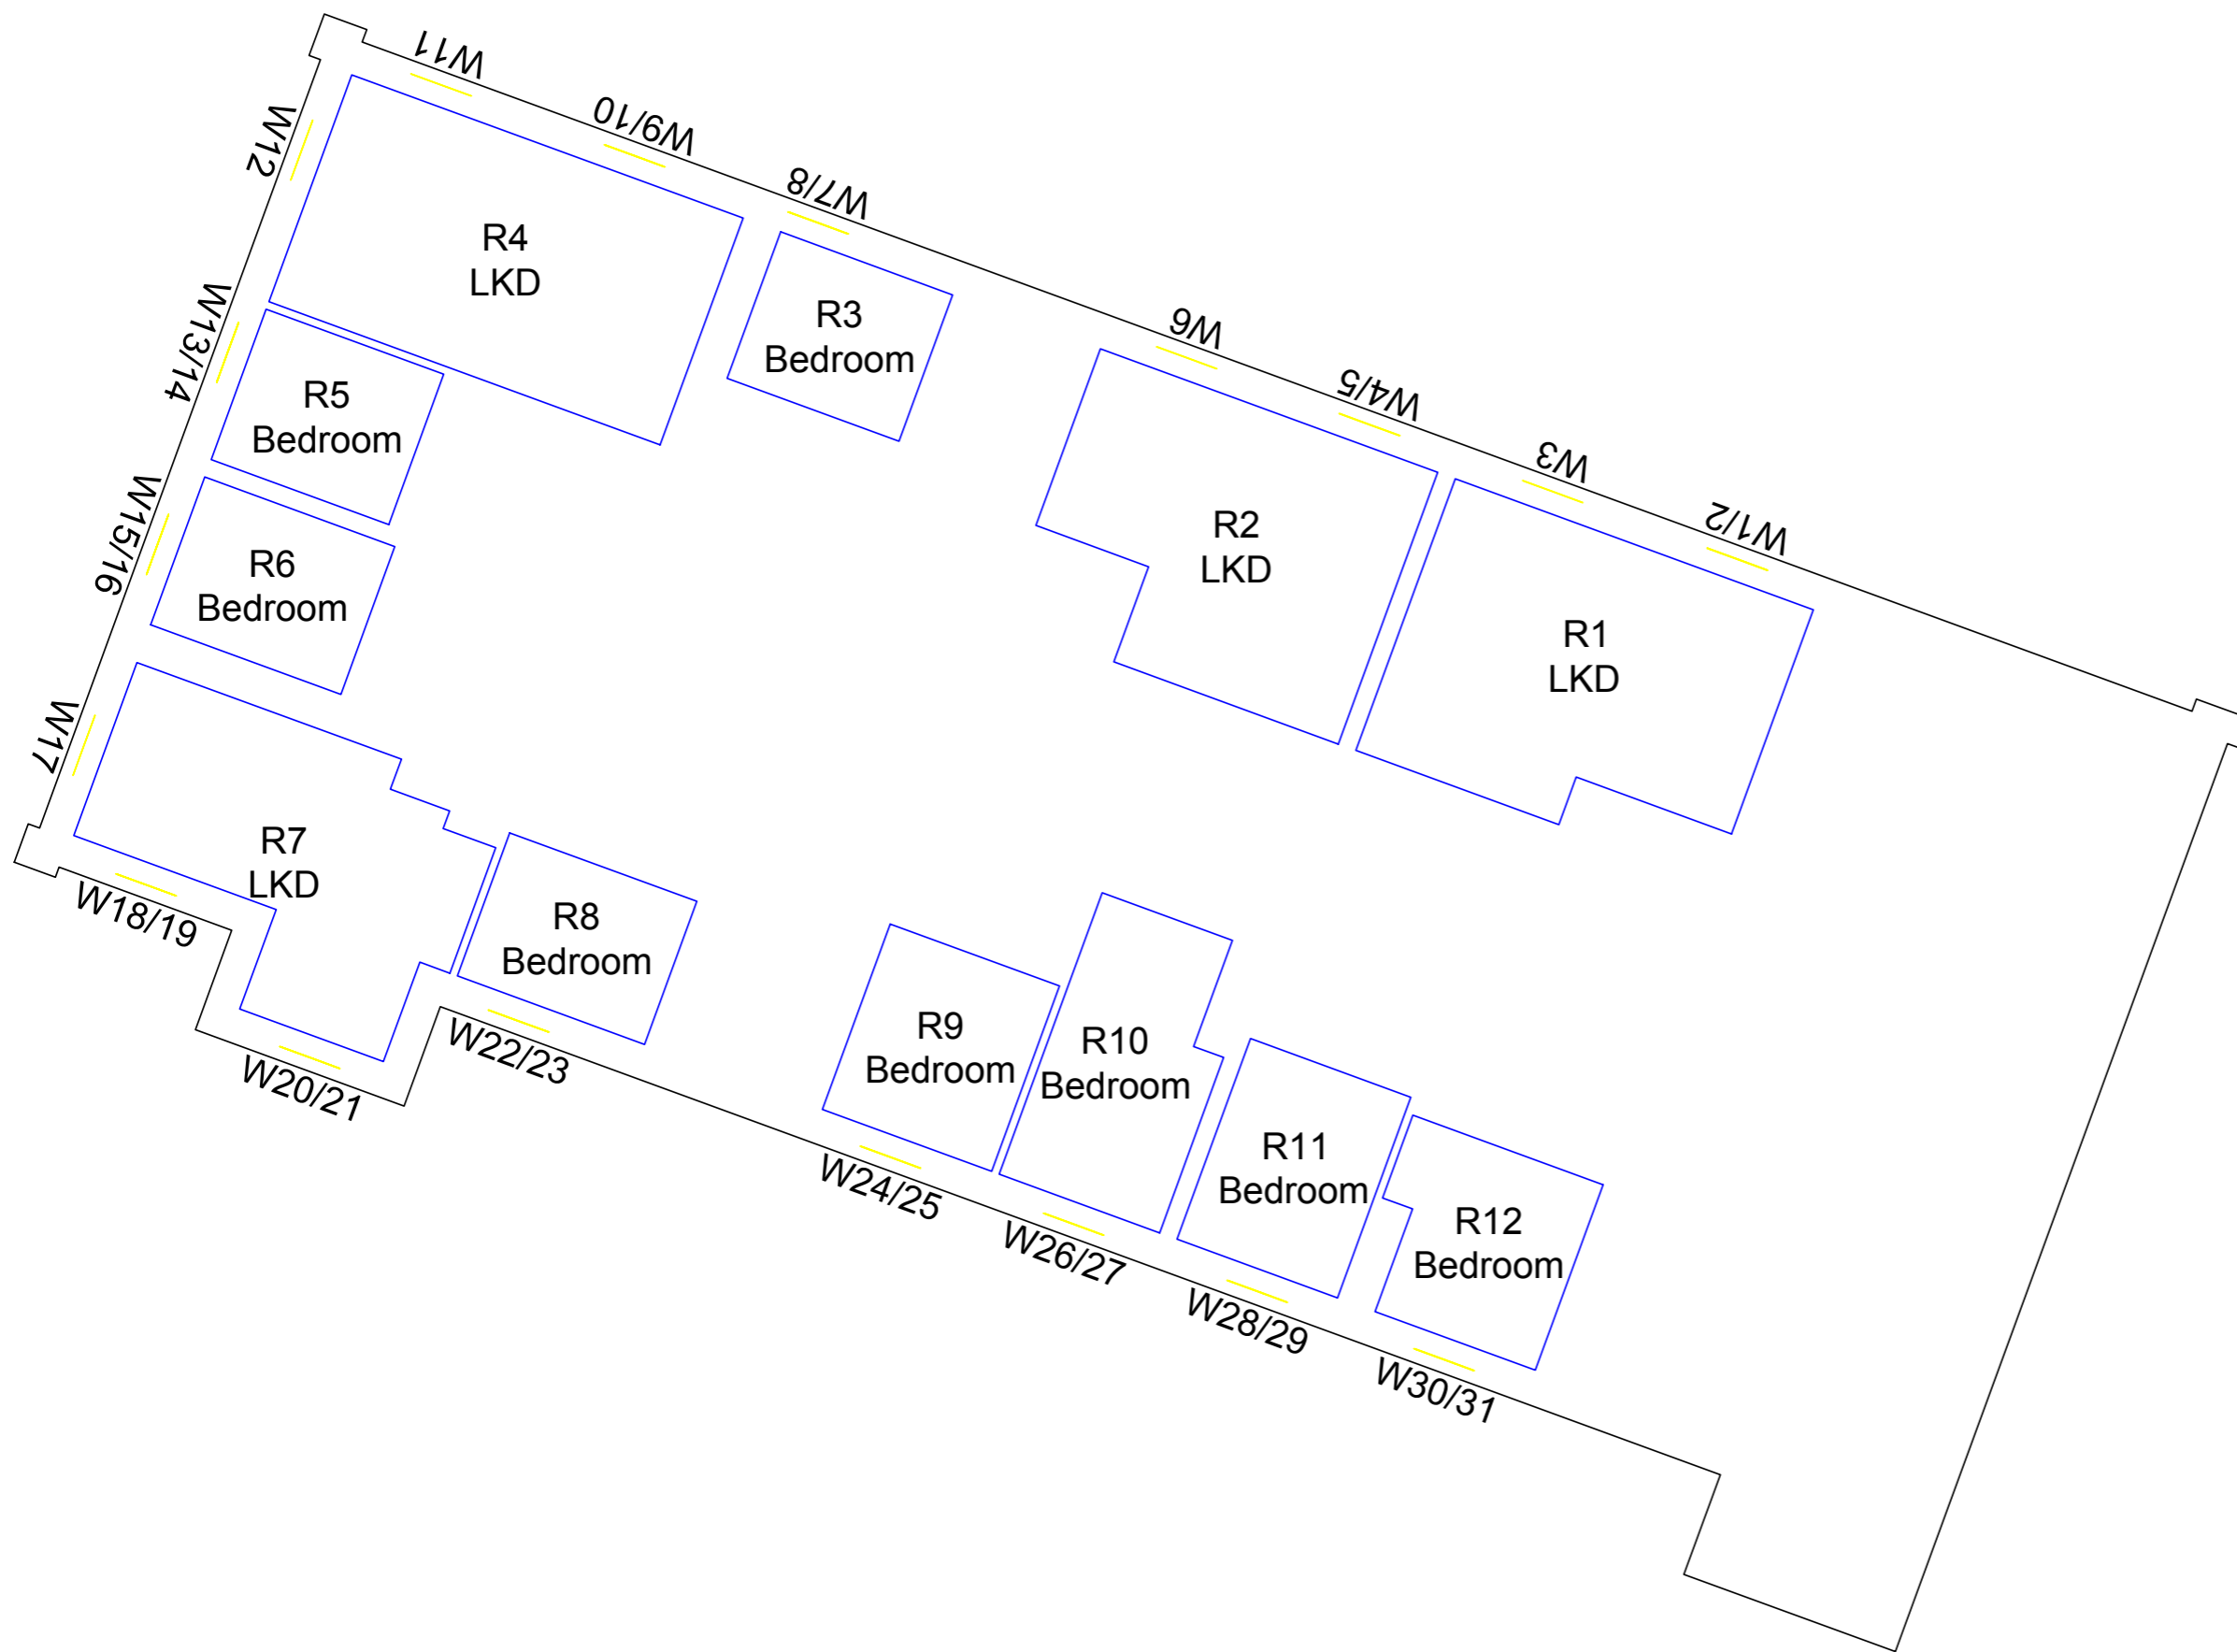 W11
W12
W9/10
W7/8
R4
LKD
R3
Bedroom
W13/14
W6
W4/5
W3
W1/2
R5
Bedroom
W15/16
R6
Bedroom
R2
LKD
R1
LKD
W17
R7
LKD
W18/19
R8
Bedroom
W20/21
W22/23
R9
Bedroom
R10
Bedroom
R11
Bedroom
R12
Bedroom
W24/25
W26/27
W28/29
W30/31